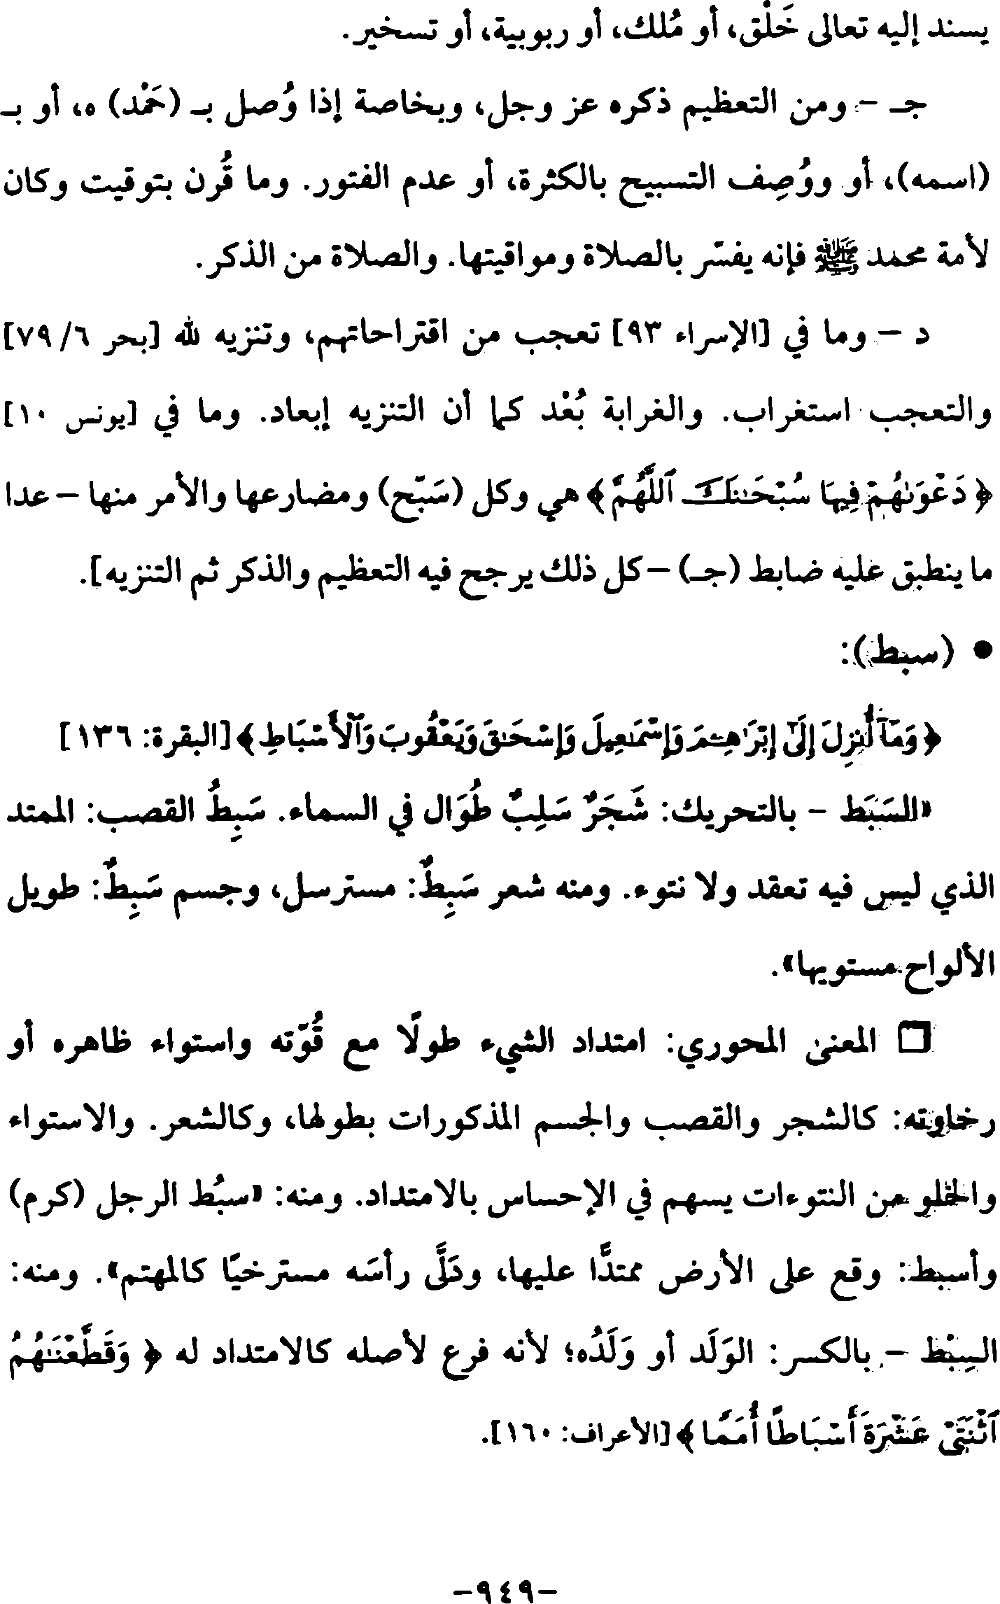 يسند إليه تعالى خَلْق، أو مُلك، أو ربوبية، أو تسخير.
جـ - ومن التعظيم ذكره عز وجل، وبخاصة إذا وُصل بـ (حَمْد) ه، أو بـ
(اسمه)، أو ووُصِف التسبيح بالكثرة، أو عدم الفتور. وما قُرن بتوقيت وكان
لأمة محمد ﷺ فإنه يفسّر بالصلاة ومواقيتها. والصلاة من الذكر.
د - وما في [الإسراء ٩٣] تعجب من اقتراحاتهم، وتنزيه لله [بحر ٦/ ٧٩]
والتعجب استغراب. والغرابة بُعْد كما أن التنزيه إبعاد. وما في [يونس ١٠]
﴿ دَعْوَىٰهُمْ فِيهَا سُبْحَـٰنَكَ ٱللَّهُمَّ ﴾ هي وكل (سَبّح) ومضارعها والأمر منها - عدا
ما ينطبق عليه ضابط (جـ) - كل ذلك يرجح فيه التعظيم والذكر ثم التنزيه].
• (سبط):
﴿ وَمَآ أُنزِلَ إِلَىٰٓ إِبْرَٰهِـۧمَ وَإِسْمَـٰعِيلَ وَإِسْحَـٰقَ وَيَعْقُوبَ وَٱلْأَسْبَاطِ ﴾ [البقرة: ١٣٦]
«السَبَط - بالتحريك: شَجَرٌ سَلِبٌ طُوَال في السماء. سَبِطُ القصب: الممتد
الذي ليس فيه تعقد ولا نتوء. ومنه شعر سَبِطٌ: مسترسل، وجسم سَبِطٌ: طويل
الألواح مستويها».
□ المعنى المحوري: امتداد الشيء طولًا مع قُوّته واستواء ظاهره أو
رخاوته: كالشجر والقصب والجسم المذكورات بطولها، وكالشعر. والاستواء
والخلو من النتوءات يسهم في الإحساس بالامتداد. ومنه: «سبُط الرجل (كرم)
وأسبط: وقع على الأرض ممتدًّا عليها، ودَلَّى رأسَه مسترخيًا كالمهتم». ومنه:
السِبْط - بالكسر: الوَلَد أو وَلَدُه؛ لأنه فرع لأصله كالامتداد له ﴿ وَقَطَّعْنَـٰهُمُ
ٱثْنَتَىْ عَشْرَةَ أَسْبَاطًا أُمَمًا ﴾ [الأعراف: ١٦٠].
-٩٤٩-